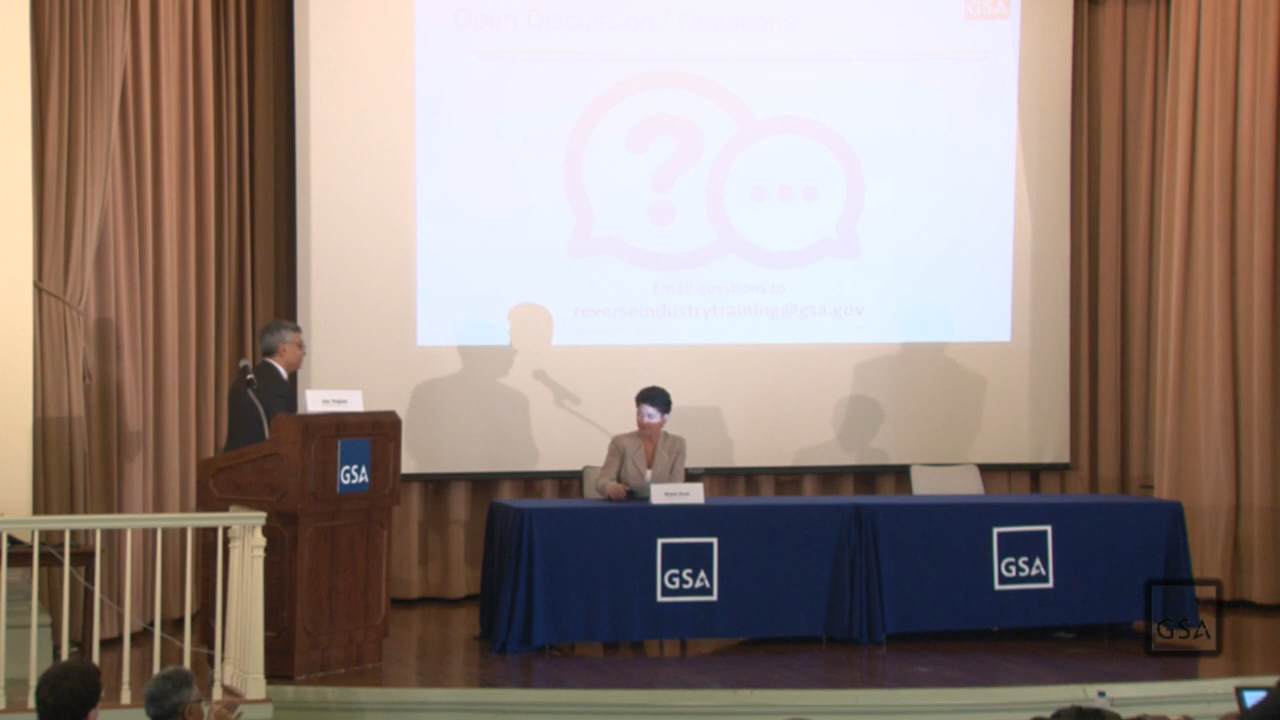 Open Discussion / Questions
GSA
Email questions to
reverseindustrytraining@gsa.gov
GSA
GSA
GSA
GSA